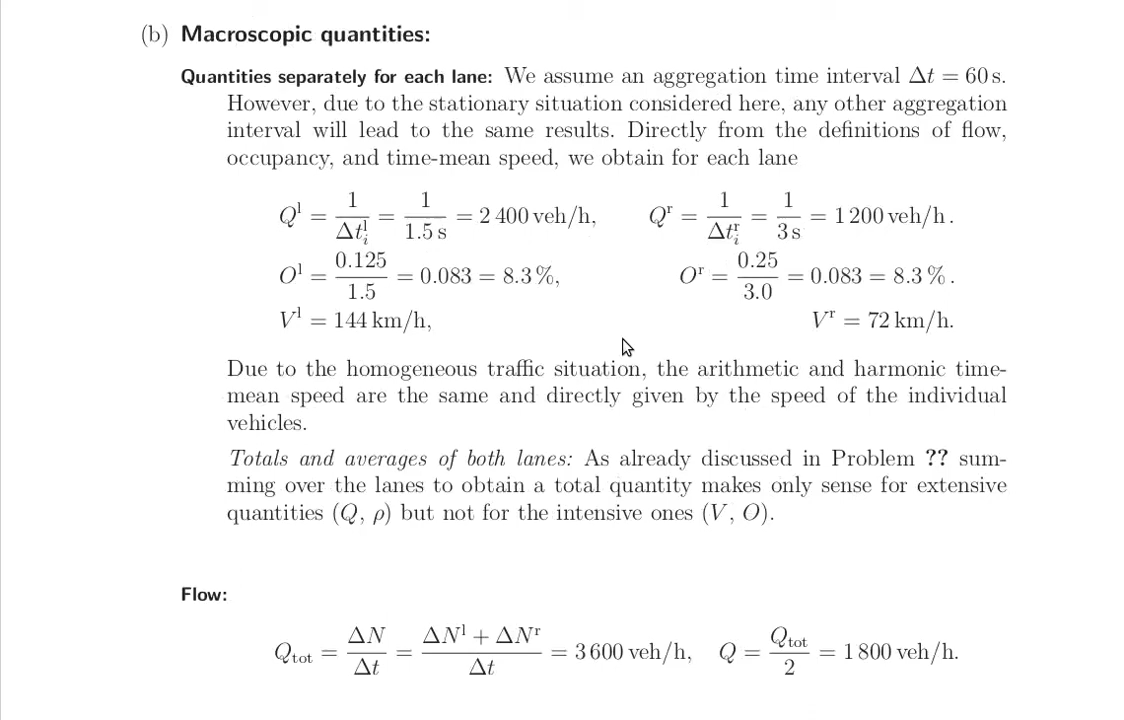 (b) Macroscopic quantities:
Quantities separately for each lane: We assume an aggregation time interval Δt = 60 s.
However, due to the stationary situation considered here, any other aggregation
interval will lead to the same results. Directly from the definitions of flow,
occupancy, and time-mean speed, we obtain for each lane
Q^l = 1/Δt_i^l = 1/1.5 s = 2 400 veh/h, Q^r = 1/Δt_i^r = 1/3 s = 1 200 veh/h.
O^l = 0.125/1.5 = 0.083 = 8.3 %, O^r = 0.25/3.0 = 0.083 = 8.3 %.
V^l = 144 km/h, V^r = 72 km/h.
Due to the homogeneous traffic situation, the arithmetic and harmonic time-
mean speed are the same and directly given by the speed of the individual
vehicles.
Totals and averages of both lanes: As already discussed in Problem ?? sum-
ming over the lanes to obtain a total quantity makes only sense for extensive
quantities (Q, ρ) but not for the intensive ones (V, O).
Flow:
Q_tot = ΔN/Δt = (ΔN^l + ΔN^r)/Δt = 3 600 veh/h, Q = Q_tot/2 = 1 800 veh/h.